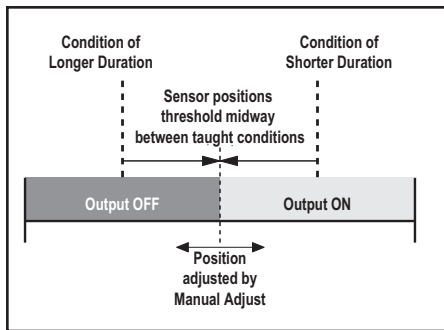 Condition of
Longer Duration
Condition of
Shorter Duration
Sensor positions
threshold midway
between taught conditions
Output OFF
Output ON
Position
adjusted by
Manual Adjust